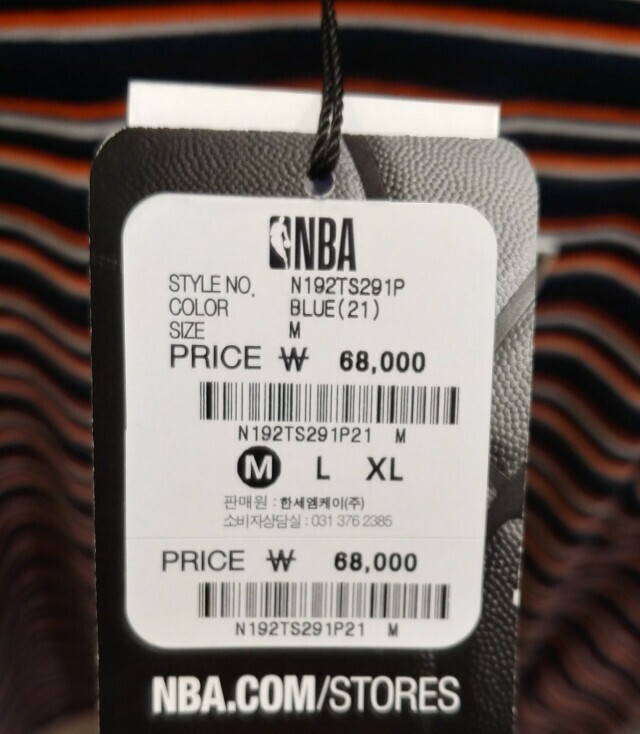 NBA
STYLE NO. N192TS291P
COLOR BLUE(21)
SIZE M
PRICE ₩ 68,000
N192TS291P21 M
M L XL
판매원 : 한세엠케이(주)
소비자상담실 : 031 376 2385
PRICE ₩ 68,000
N192TS291P21 M
NBA.COM/STORES